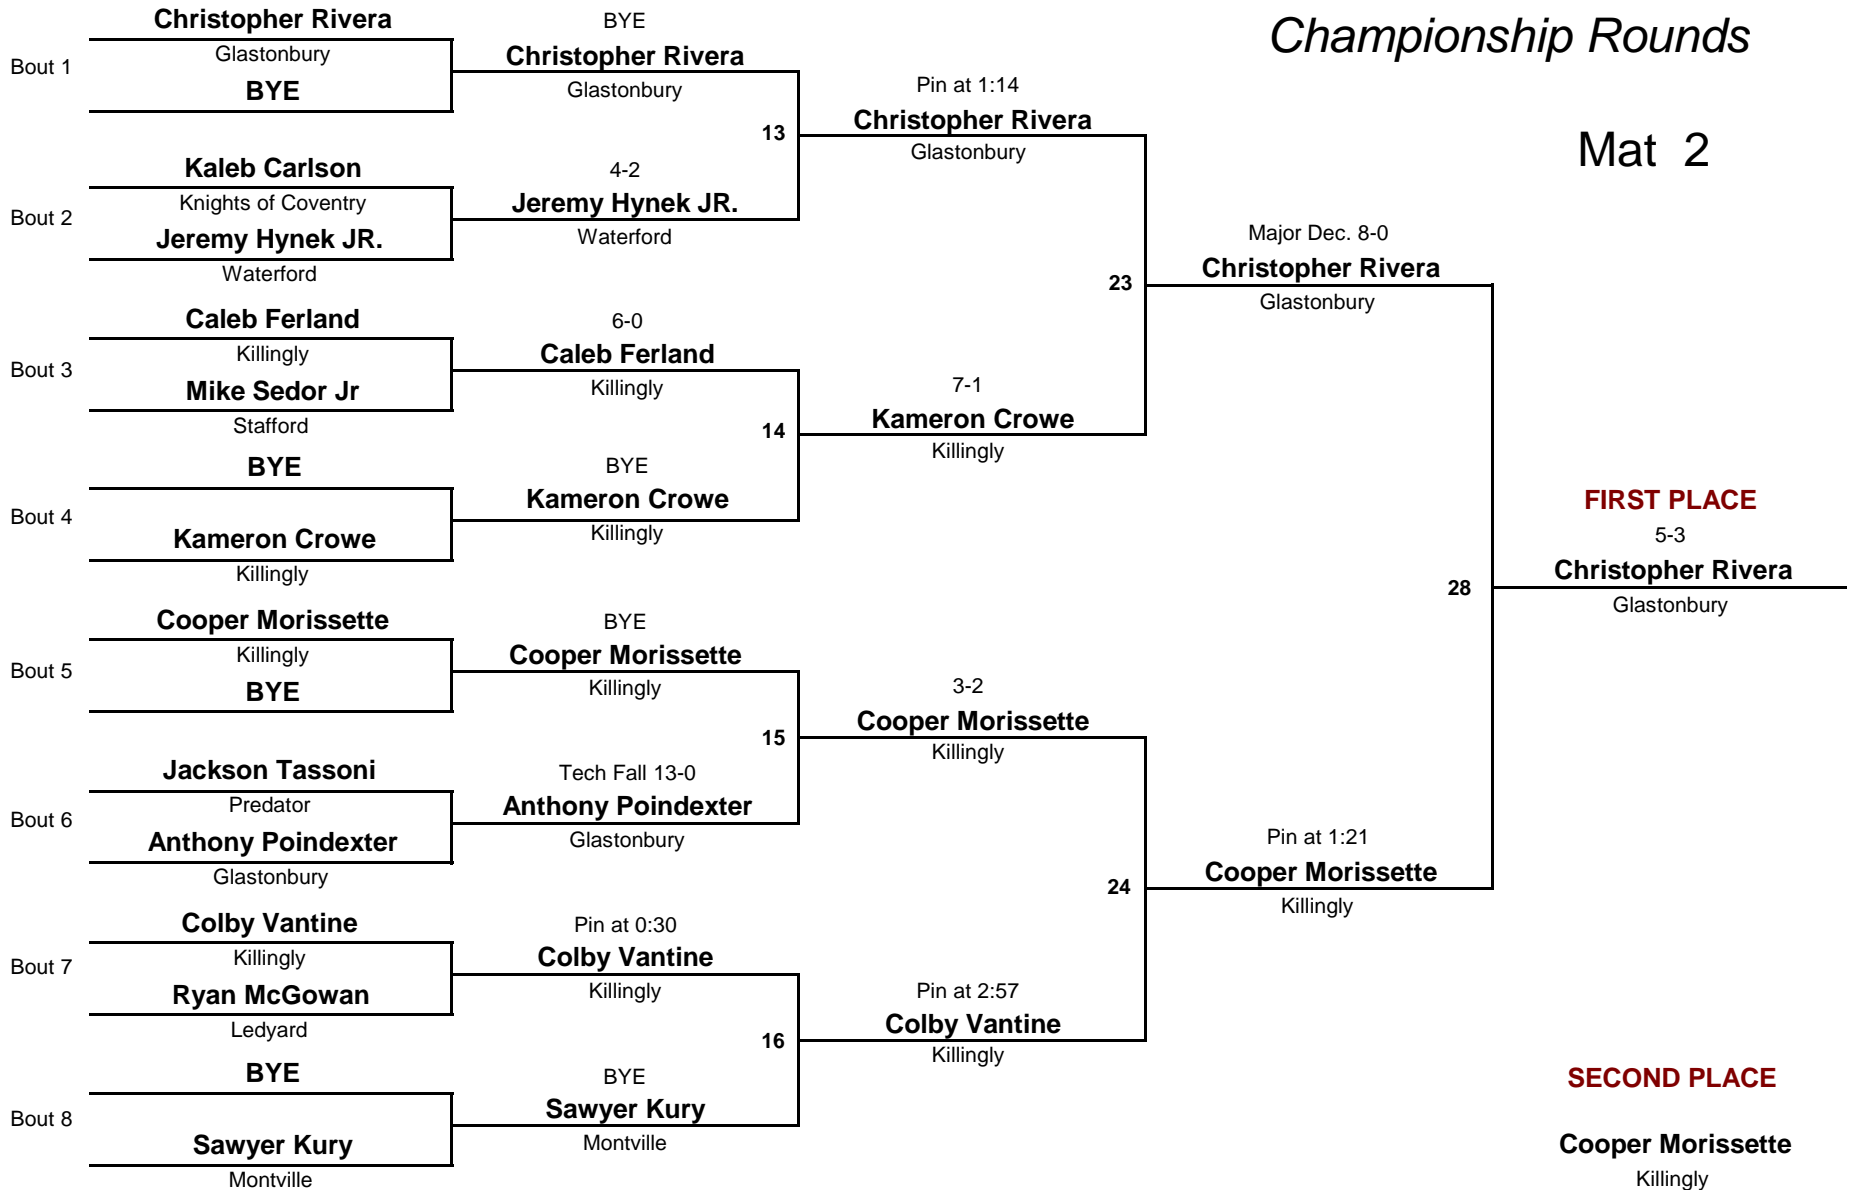 Championship Rounds
Mat 2
Bout 1
Christopher Rivera
Glastonbury
BYE
Bout 2
Kaleb Carlson
Knights of Coventry
Jeremy Hynek JR.
Waterford
Bout 3
Caleb Ferland
Killingly
Mike Sedor Jr
Stafford
Bout 4
BYE
Kameron Crowe
Killingly
Bout 5
Cooper Morissette
Killingly
BYE
Bout 6
Jackson Tassoni
Predator
Anthony Poindexter
Glastonbury
Bout 7
Colby Vantine
Killingly
Ryan McGowan
Ledyard
Bout 8
BYE
Sawyer Kury
Montville
BYE
Christopher Rivera
Glastonbury
13
4-2
Jeremy Hynek JR.
Waterford
6-0
Caleb Ferland
Killingly
14
BYE
Kameron Crowe
Killingly
BYE
Cooper Morissette
Killingly
15
Tech Fall 13-0
Anthony Poindexter
Glastonbury
Pin at 0:30
Colby Vantine
Killingly
16
BYE
Sawyer Kury
Montville
Pin at 1:14
Christopher Rivera
Glastonbury
23
7-1
Kameron Crowe
Killingly
3-2
Cooper Morissette
Killingly
24
Pin at 2:57
Colby Vantine
Killingly
Major Dec. 8-0
Christopher Rivera
Glastonbury
28
Pin at 1:21
Cooper Morissette
Killingly
FIRST PLACE
5-3
Christopher Rivera
Glastonbury
SECOND PLACE
Cooper Morissette
Killingly